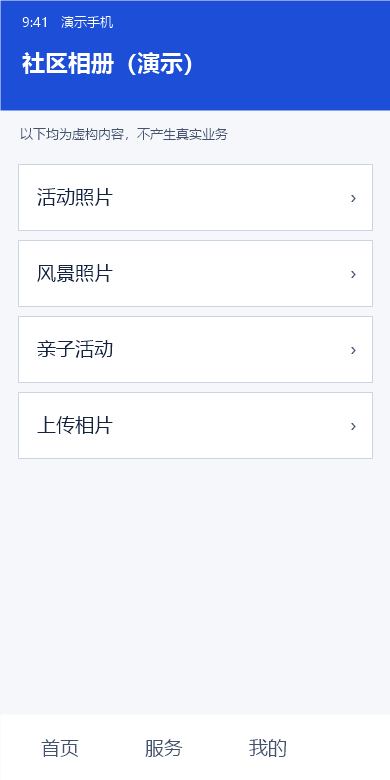 9:41 演示手机
社区相册（演示）
以下均为虚构内容，不产生真实业务
活动照片 ›
风景照片 ›
亲子活动 ›
上传相片 ›
首页 服务 我的